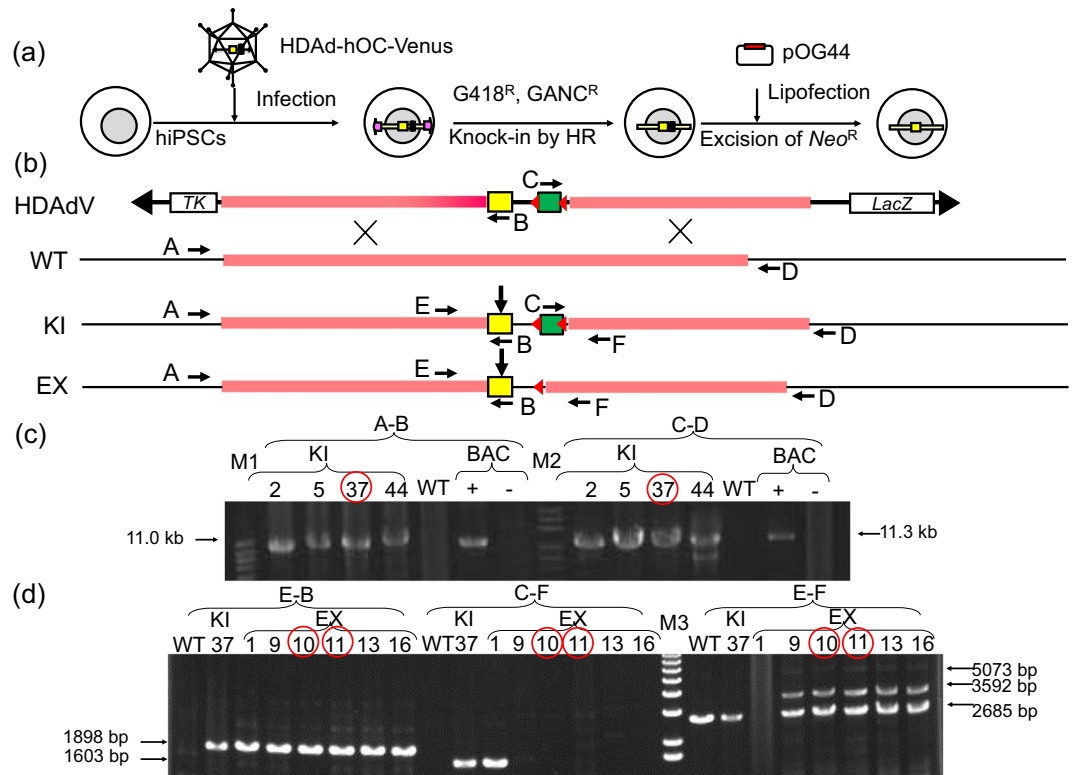 (a)
HDAd-hOC-Venus
pOG44
Infection
G418R, GANCR
Lipofection
hiPSCs
Knock-in by HR
Excision of NeoR
(b)
HDAdV
TK
C
B
LacZ
WT
A
D
KI
A
E
C
B
F
D
EX
A
E
B
F
D
(c)
A-B
C-D
M1
KI
BAC
M2
KI
BAC
2 5 37 44 WT + -
2 5 37 44 WT + -
11.0 kb
11.3 kb
(d)
E-B
C-F
E-F
KI
EX
KI
EX
M3
KI
EX
WT 37 1 9 10 11 13 16
WT 37 1 9 10 11 13 16
WT 37 1 9 10 11 13 16
5073 bp
3592 bp
2685 bp
1898 bp
1603 bp